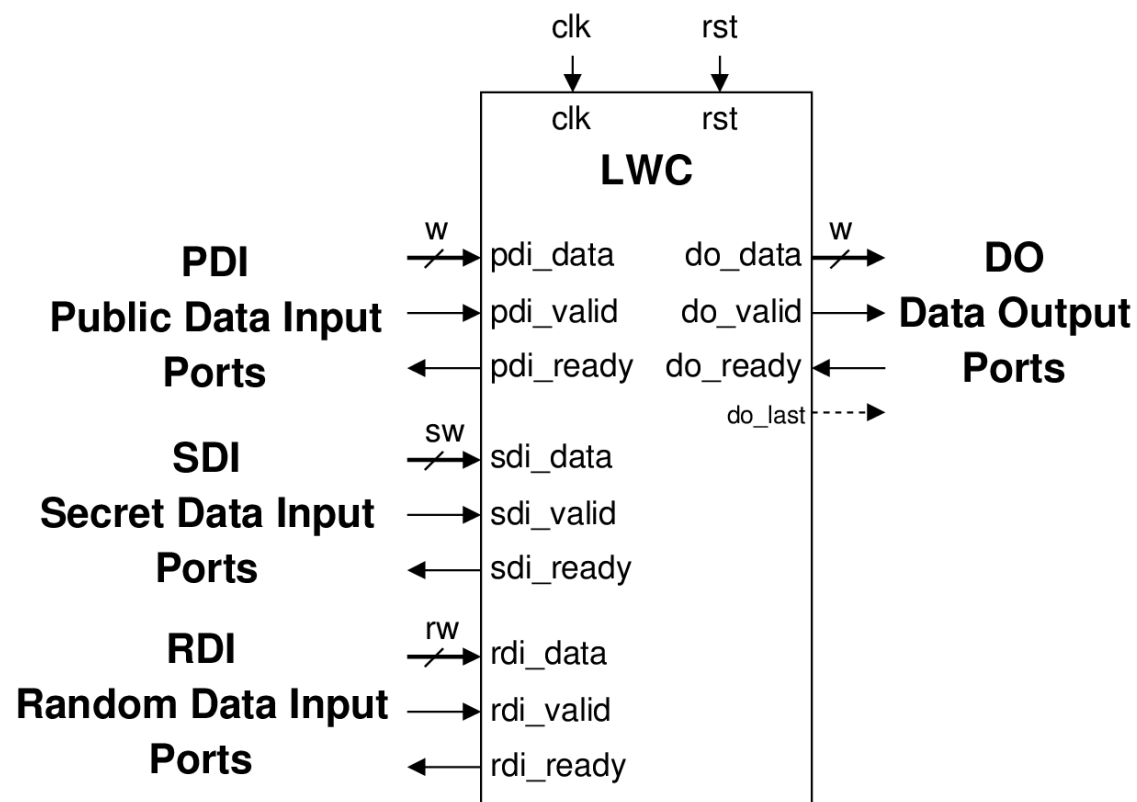 clk rst
clk rst
LWC
w w
PDI pdi_data do_data DO
Public Data Input pdi_valid do_valid Data Output
Ports pdi_ready do_ready Ports
do_last
sw
SDI sdi_data
Secret Data Input sdi_valid
Ports sdi_ready
rw
RDI rdi_data
Random Data Input rdi_valid
Ports rdi_ready